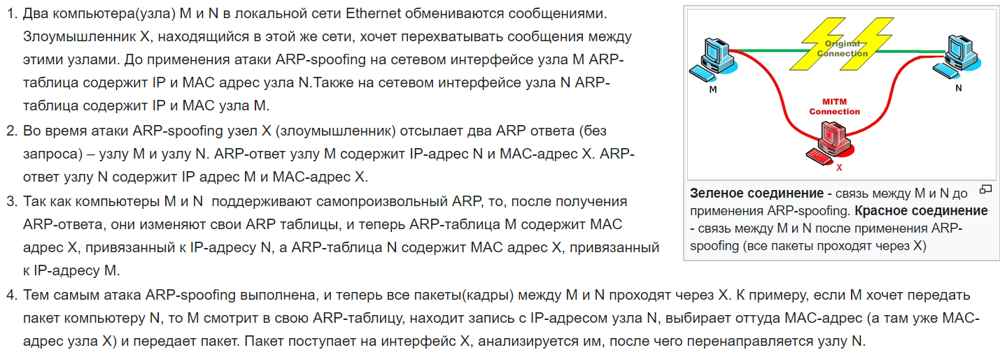 1. Два компьютера(узла) M и N в локальной сети Ethernet обмениваются сообщениями.
Злоумышленник X, находящийся в этой же сети, хочет перехватывать сообщения между
этими узлами. До применения атаки ARP-spoofing на сетевом интерфейсе узла M ARP-
таблица содержит IP и MAC адрес узла N.Также на сетевом интерфейсе узла N ARP-
таблица содержит IP и MAC узла M.
2. Во время атаки ARP-spoofing узел X (злоумышленник) отсылает два ARP ответа (без
запроса) – узлу M и узлу N. ARP-ответ узлу M содержит IP-адрес N и MAC-адрес X. ARP-
ответ узлу N содержит IP адрес M и MAC-адрес X.
3. Так как компьютеры M и N поддерживают самопроизвольный ARP, то, после получения
ARP-ответа, они изменяют свои ARP таблицы, и теперь ARP-таблица M содержит MAC
адрес X, привязанный к IP-адресу N, а ARP-таблица N содержит MAC адрес X, привязанный
к IP-адресу M.
4. Тем самым атака ARP-spoofing выполнена, и теперь все пакеты(кадры) между M и N проходят через X. К примеру, если M хочет передать
пакет компьютеру N, то M смотрит в свою ARP-таблицу, находит запись с IP-адресом узла N, выбирает оттуда MAC-адрес (а там уже MAC-
адрес узла X) и передает пакет. Пакет поступает на интерфейс X, анализируется им, после чего перенаправляется узлу N.
Original
Connection
M
N
MITM
Connection
X
Зеленое соединение - связь между M и N до
применения ARP-spoofing. Красное соединение
- связь между M и N после применения ARP-
spoofing (все пакеты проходят через X)